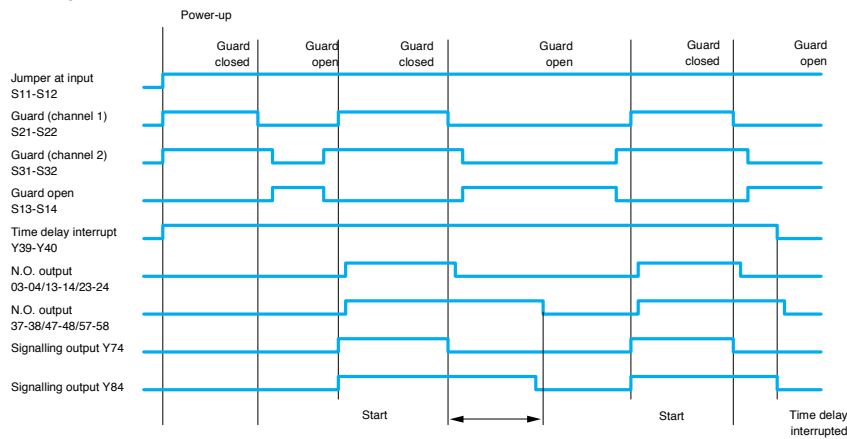 Power-up
Guard closed
Guard open
Guard closed
Guard open
Guard closed
Guard open
Jumper at input
S11-S12
Guard (channel 1)
S21-S22
Guard (channel 2)
S31-S32
Guard open
S13-S14
Time delay interrupt
Y39-Y40
N.O. output
03-04/13-14/23-24
N.O. output
37-38/47-48/57-58
Signalling output Y74
Signalling output Y84
Start
Start
Time delay
interrupted